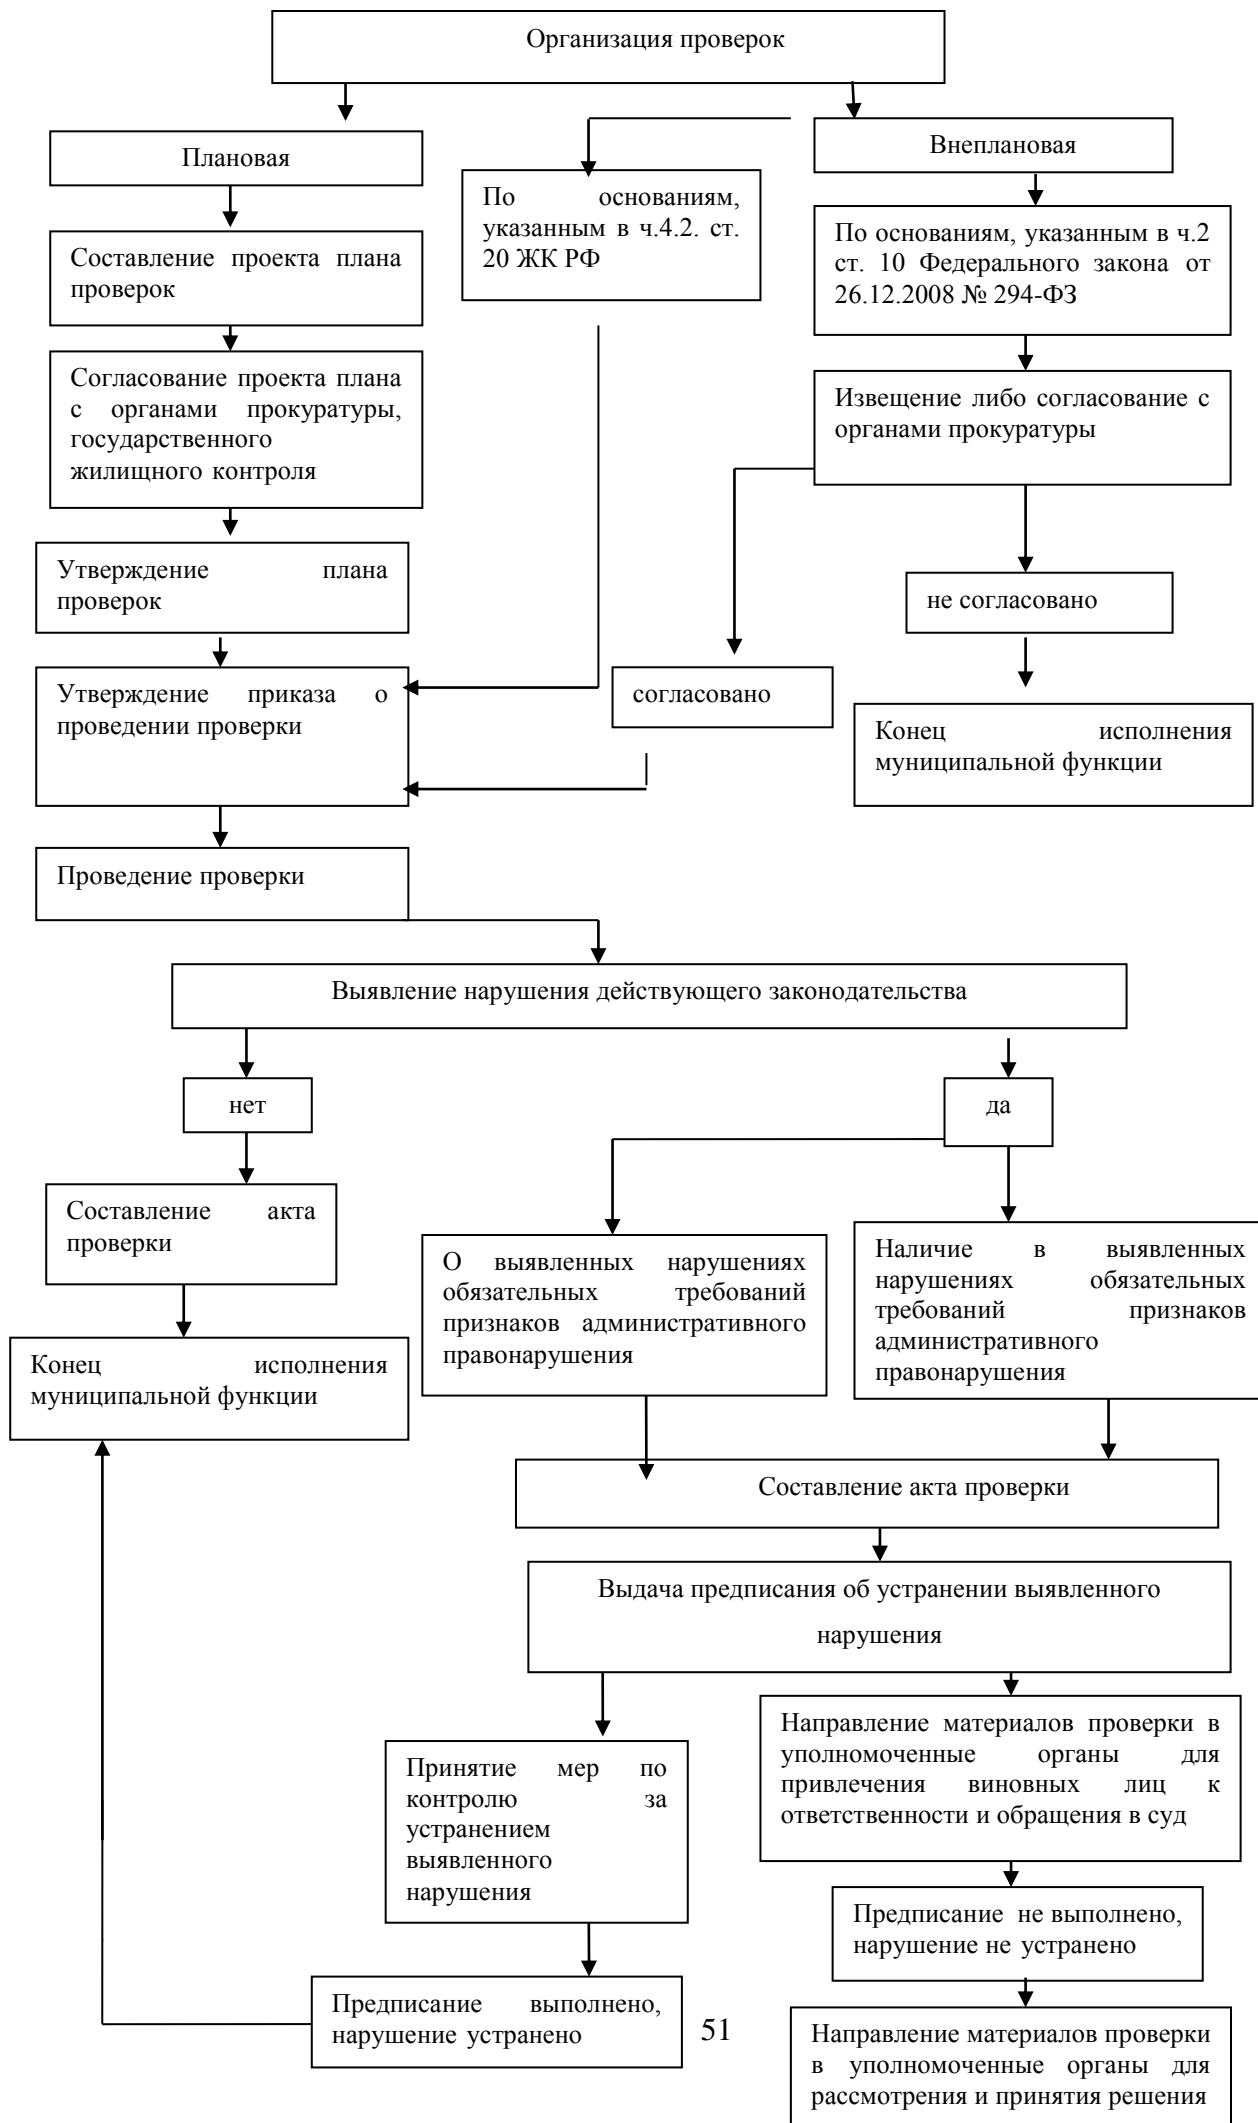 Организация проверок
Плановая
Внеплановая
По основаниям,
указанным в ч.4.2. ст.
20 ЖК РФ
По основаниям, указанным в ч.2
ст. 10 Федерального закона от
26.12.2008 № 294-ФЗ
Составление проекта плана
проверок
Согласование проекта плана
с органами прокуратуры,
государственного
жилищного контроля
Извещение либо согласование с
органами прокуратуры
Утверждение плана
проверок
не согласовано
Утверждение приказа о
проведении проверки
согласовано
Конец исполнения
муниципальной функции
Проведение проверки
Выявление нарушения действующего законодательства
нет
да
Составление акта
проверки
О выявленных нарушениях
обязательных требований
признаков административного
правонарушения
Наличие в выявленных
нарушениях обязательных
требований признаков
административного
правонарушения
Конец исполнения
муниципальной функции
Составление акта проверки
Выдача предписания об устранении выявленного
нарушения
Принятие мер по
контролю за
устранением
выявленного
нарушения
Направление материалов проверки в
уполномоченные органы для
привлечения виновных лиц к
ответственности и обращения в суд
Предписание не выполнено,
нарушение не устранено
Предписание выполнено,
нарушение устранено
51
Направление материалов проверки
в уполномоченные органы для
рассмотрения и принятия решения